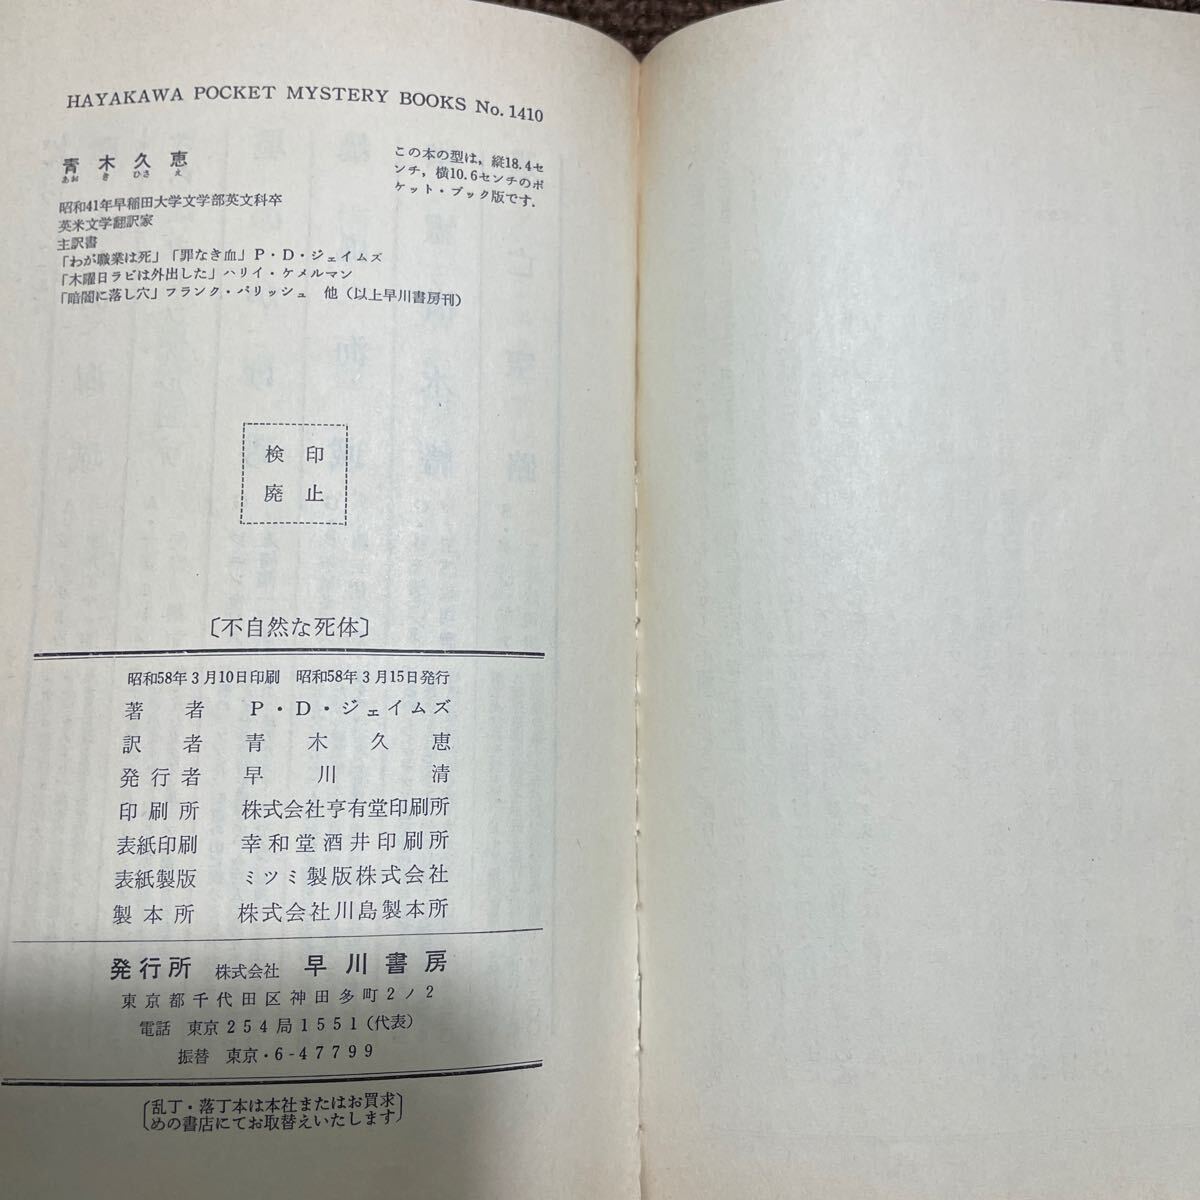 HAYAKAWA POCKET MYSTERY BOOKS No. 1410
この本の型は，縦18.4セ
ンチ，横10.6センチのポ
ケット・ブック版です．
青木久恵
あおきひさえ
昭和41年早稲田大学文学部英文科卒
英米文学翻訳家
主訳書
「わが職業は死」「罪なき血」P・D・ジェイムズ
「木曜日ラビは外出した」ハリイ・ケメルマン
「暗闇に落し穴」フランク・パリッシュ　他（以上早川書房刊）
検印
廃止
〔不自然な死体〕
昭和58年3月10日印刷　昭和58年3月15日発行
著者　P・D・ジェイムズ
訳者　青木久恵
発行者　早川清
印刷所　株式会社亨有堂印刷所
表紙印刷　幸和堂酒井印刷所
表紙製版　ミツミ製版株式会社
製本所　株式会社川島製本所
発行所　株式会社　早川書房
東京都千代田区神田多町2ノ2
電話　東京254局1551（代表）
振替　東京・6-47799
〔乱丁・落丁本は本社またはお買求
めの書店にてお取替えいたします〕